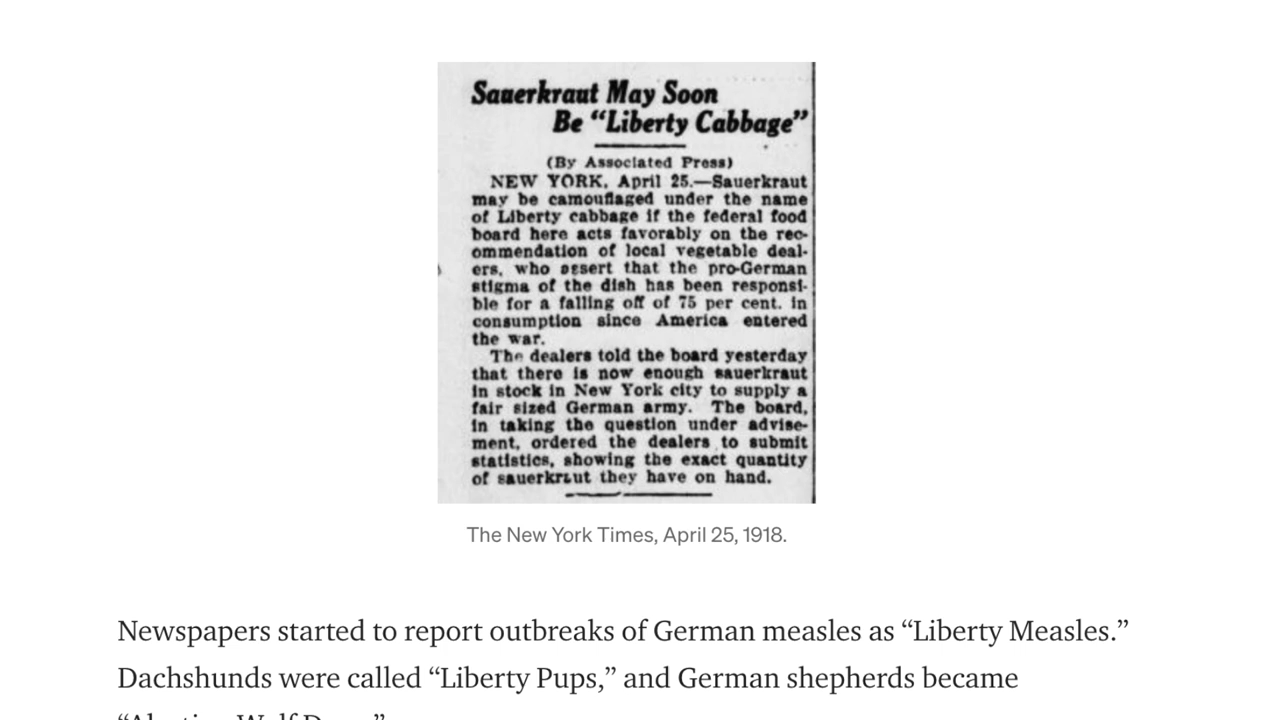 Sauerkraut May Soon
Be “Liberty Cabbage”
(By Associated Press)
NEW YORK, April 25.—Sauerkraut
may be camouflaged under the name
of Liberty cabbage if the federal food
board here acts favorably on the rec-
ommendation of local vegetable deal-
ers, who assert that the pro-German
stigma of the dish has been responsi-
ble for a falling off of 75 per cent. in
consumption since America entered
the war.
The dealers told the board yesterday
that there is now enough sauerkraut
in stock in New York city to supply a
fair sized German army. The board,
in taking the question under advise-
ment, ordered the dealers to submit
statistics, showing the exact quantity
of sauerkraut they have on hand.
The New York Times, April 25, 1918.
Newspapers started to report outbreaks of German measles as “Liberty Measles.”
Dachshunds were called “Liberty Pups,” and German shepherds became